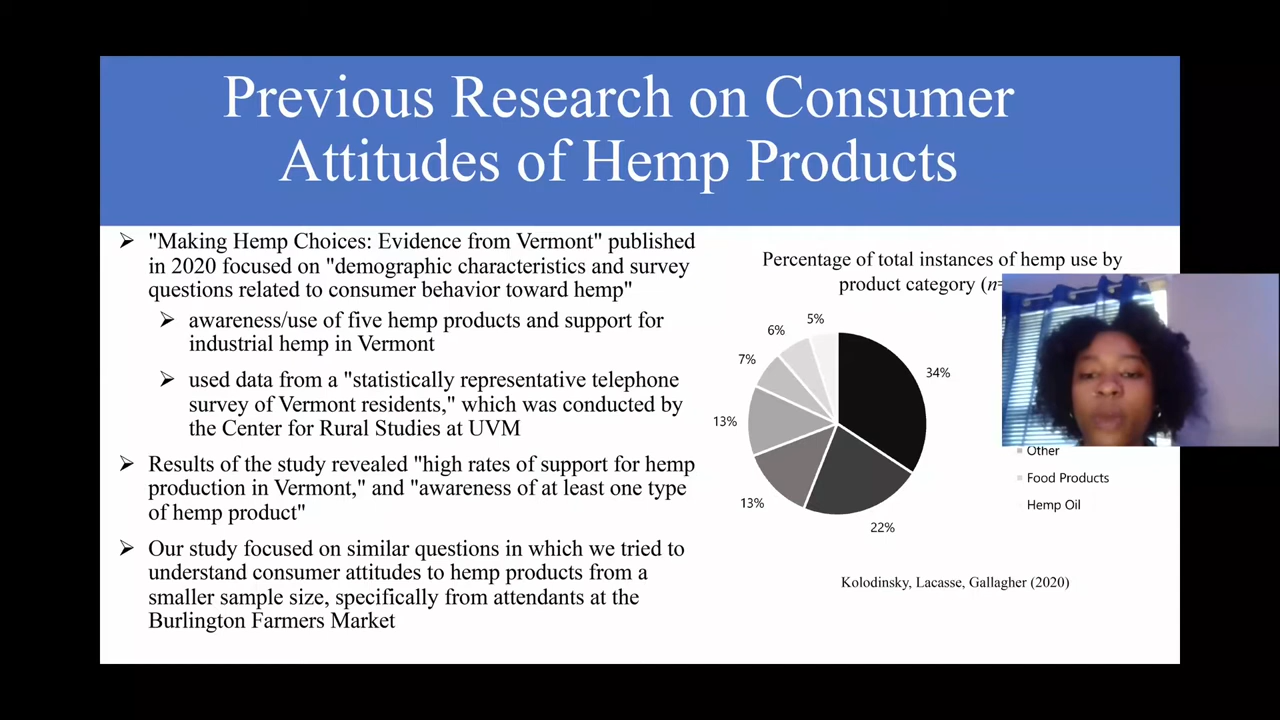 Previous Research on Consumer
Attitudes of Hemp Products
"Making Hemp Choices: Evidence from Vermont" published
in 2020 focused on "demographic characteristics and survey
questions related to consumer behavior toward hemp"
awareness/use of five hemp products and support for
industrial hemp in Vermont
used data from a "statistically representative telephone
survey of Vermont residents," which was conducted by
the Center for Rural Studies at UVM
Results of the study revealed "high rates of support for hemp
production in Vermont," and "awareness of at least one type
of hemp product"
Our study focused on similar questions in which we tried to
understand consumer attitudes to hemp products from a
smaller sample size, specifically from attendants at the
Burlington Farmers Market
Percentage of total instances of hemp use by
product category (n=
5%
6%
7%
34%
13%
13%
22%
Other
Food Products
Hemp Oil
Kolodinsky, Lacasse, Gallagher (2020)